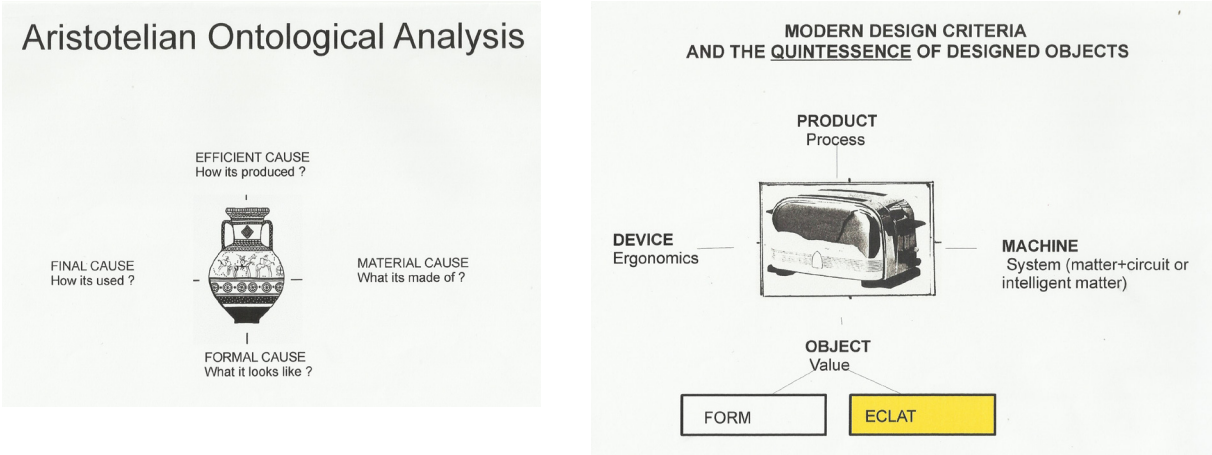 Aristotelian Ontological Analysis
EFFICIENT CAUSE
How its produced ?
FINAL CAUSE
How its used ?
MATERIAL CAUSE
What its made of ?
FORMAL CAUSE
What it looks like ?
MODERN DESIGN CRITERIA
AND THE QUINTESSENCE OF DESIGNED OBJECTS
PRODUCT
Process
DEVICE
Ergonomics
MACHINE
System (matter+circuit or
intelligent matter)
OBJECT
Value
FORM
ECLAT